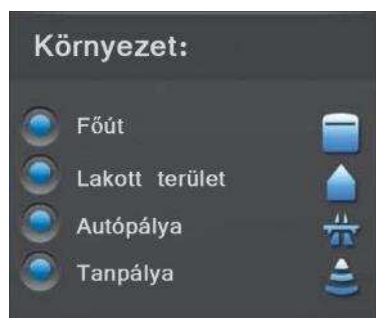 Környezet:
Főút
Lakott terület
Autópálya
Tanpálya